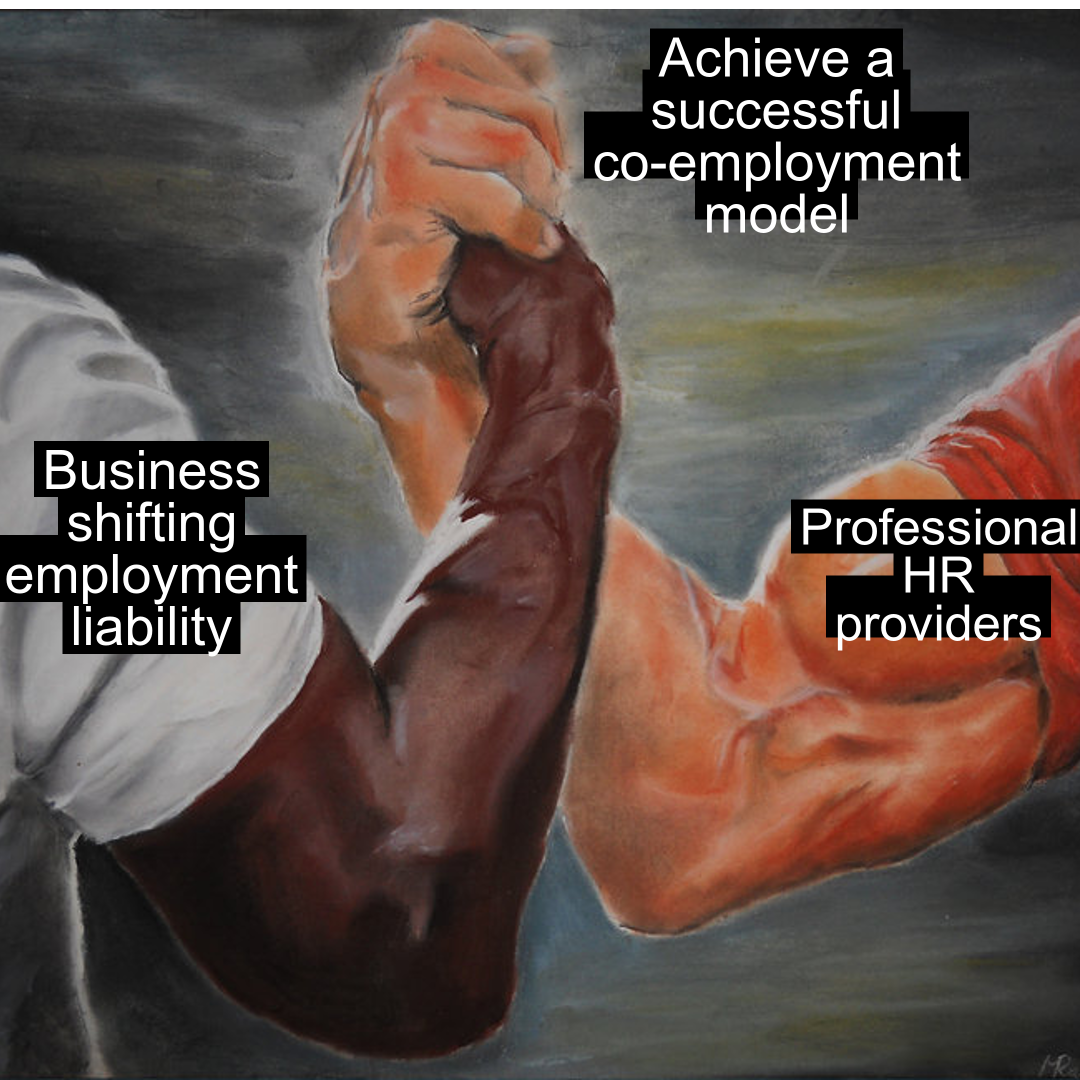 Achieve a
successful
co-employment
model
Business
shifting
employment
liability
Professional
HR
providers